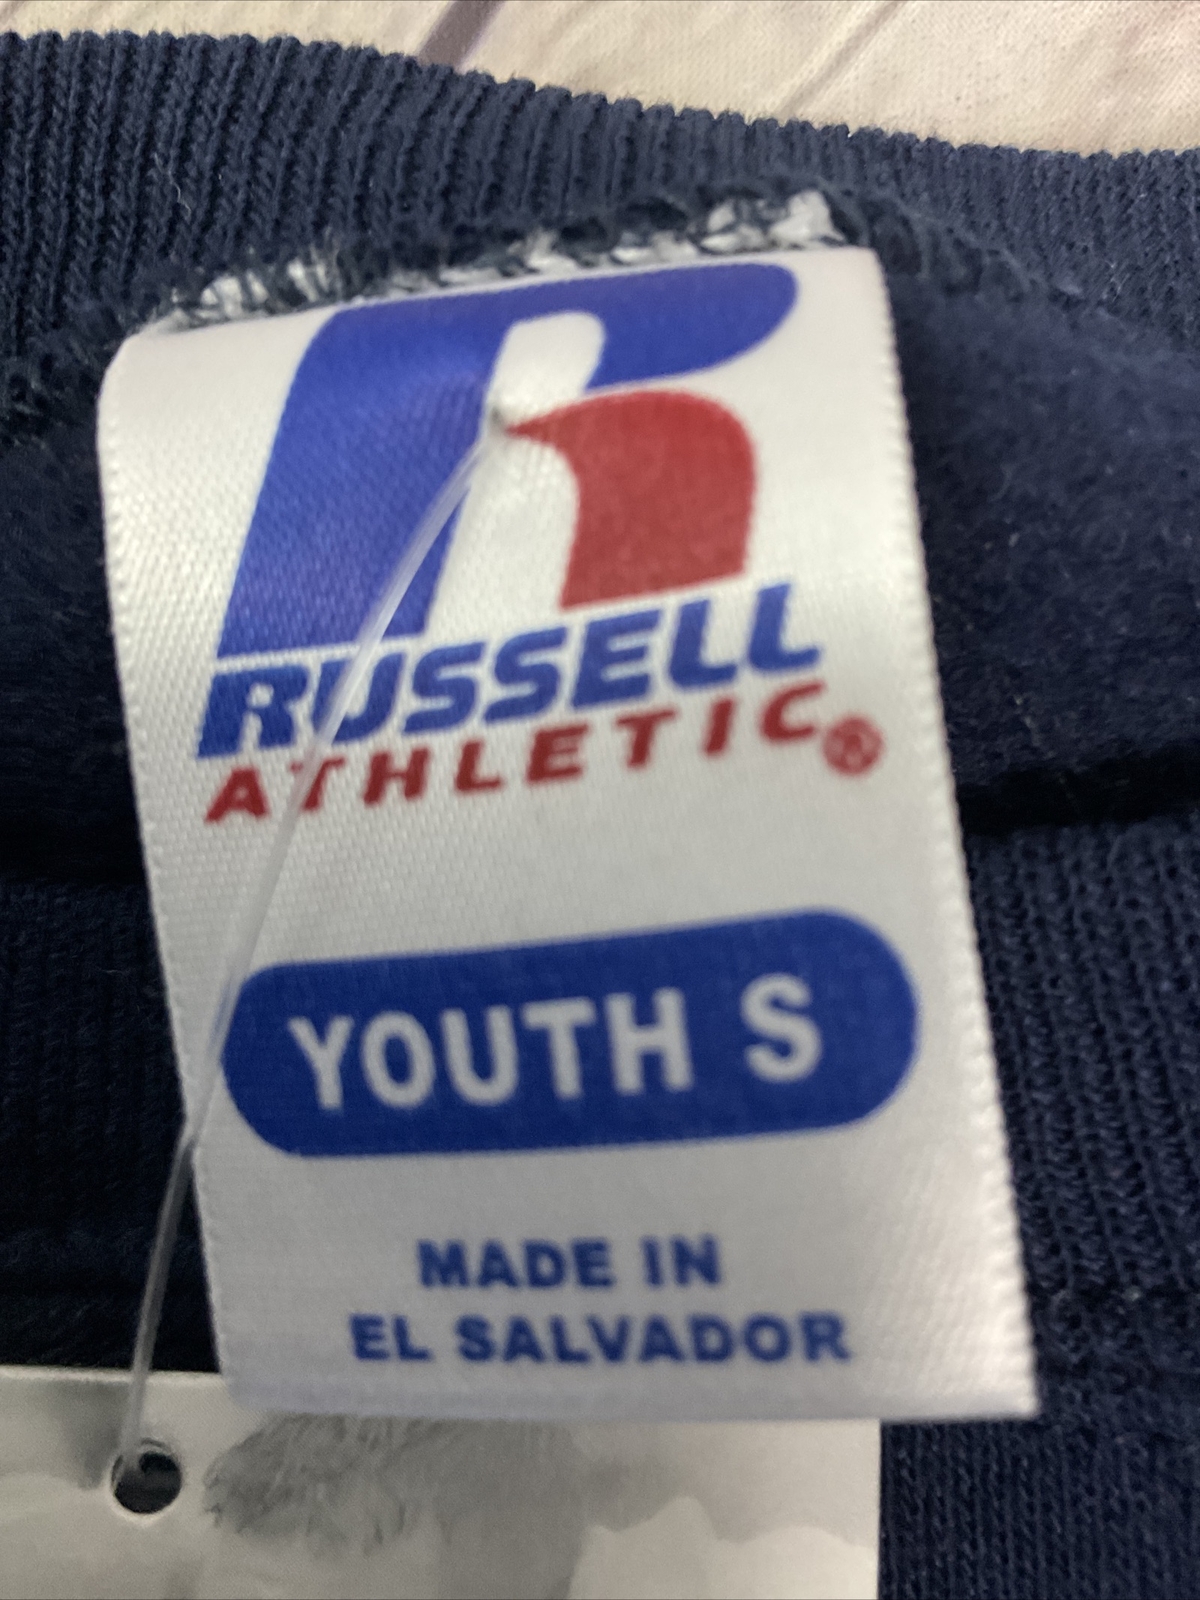 RUSSELL
ATHLETIC®
YOUTH S
MADE IN
EL SALVADOR